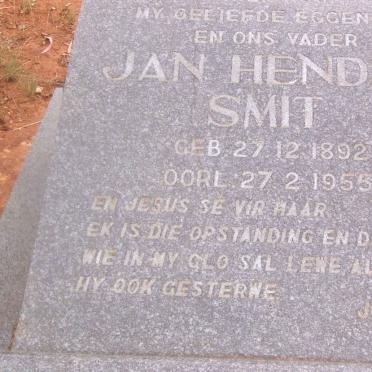 MY GELIEFDE EGGEN
EN ONS VADER
JAN HEND
SMIT
GEB. 27.12.1892
OORL. 27.2.1955
EN JESUS SÊ VIR HAAR
EK IS DIE OPSTANDING EN D
WIE IN MY GLO SAL LEWE AL
HY OOK GESTERWE
J